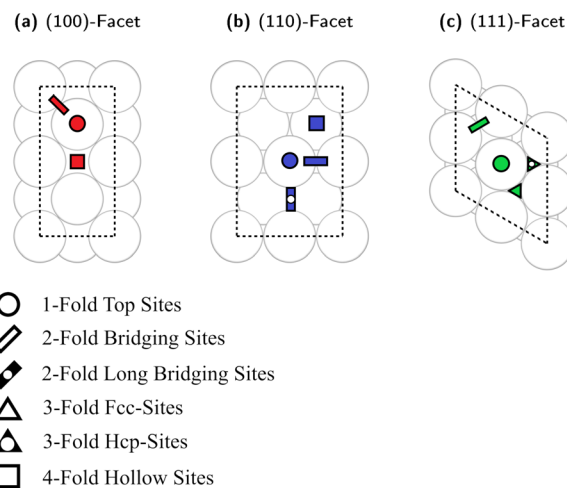 (a) (100)-Facet
(b) (110)-Facet
(c) (111)-Facet
1-Fold Top Sites
2-Fold Bridging Sites
2-Fold Long Bridging Sites
3-Fold Fcc-Sites
3-Fold Hcp-Sites
4-Fold Hollow Sites